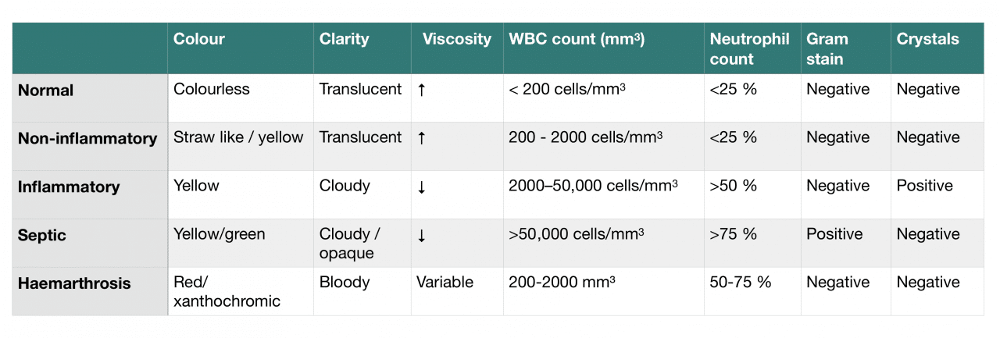 Colour Clarity Viscosity WBC count (mm³) Neutrophil count Gram stain Crystals
Normal Colourless Translucent ↑ < 200 cells/mm³ <25 % Negative Negative
Non-inflammatory Straw like / yellow Translucent ↑ 200 - 2000 cells/mm³ <25 % Negative Negative
Inflammatory Yellow Cloudy ↓ 2000–50,000 cells/mm³ >50 % Negative Positive
Septic Yellow/green Cloudy / opaque ↓ >50,000 cells/mm³ >75 % Positive Negative
Haemarthrosis Red/ xanthochromic Bloody Variable 200-2000 mm³ 50-75 % Negative Negative